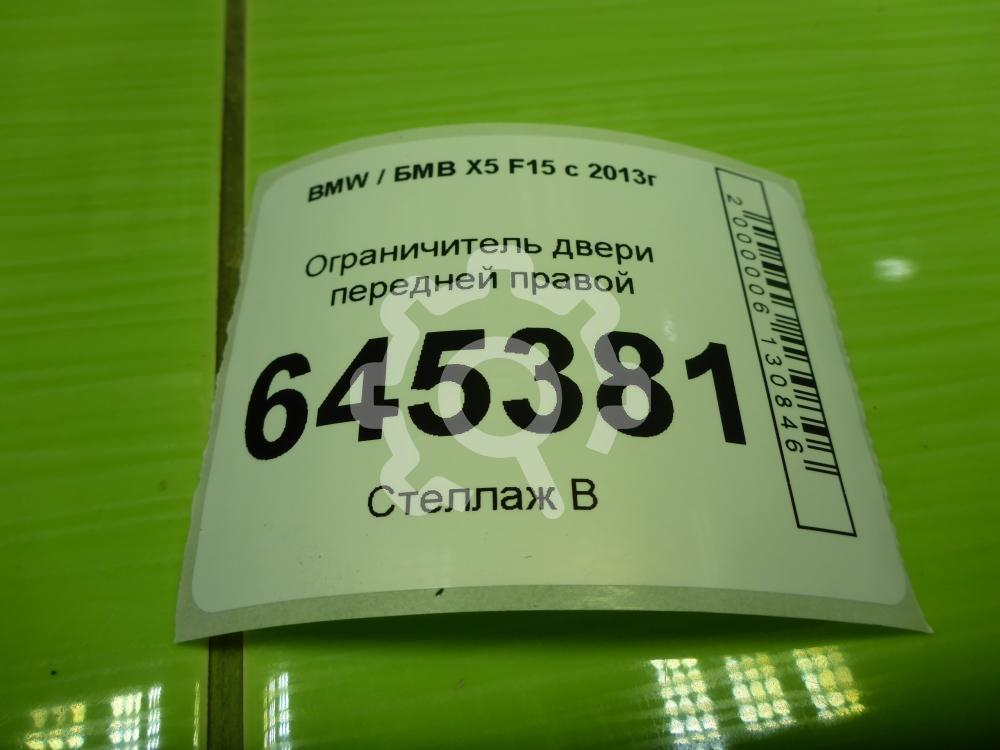 BMW / БМВ X5 F15 с 2013г
Ограничитель двери
передней правой
645381
Стеллаж В
2000006130846